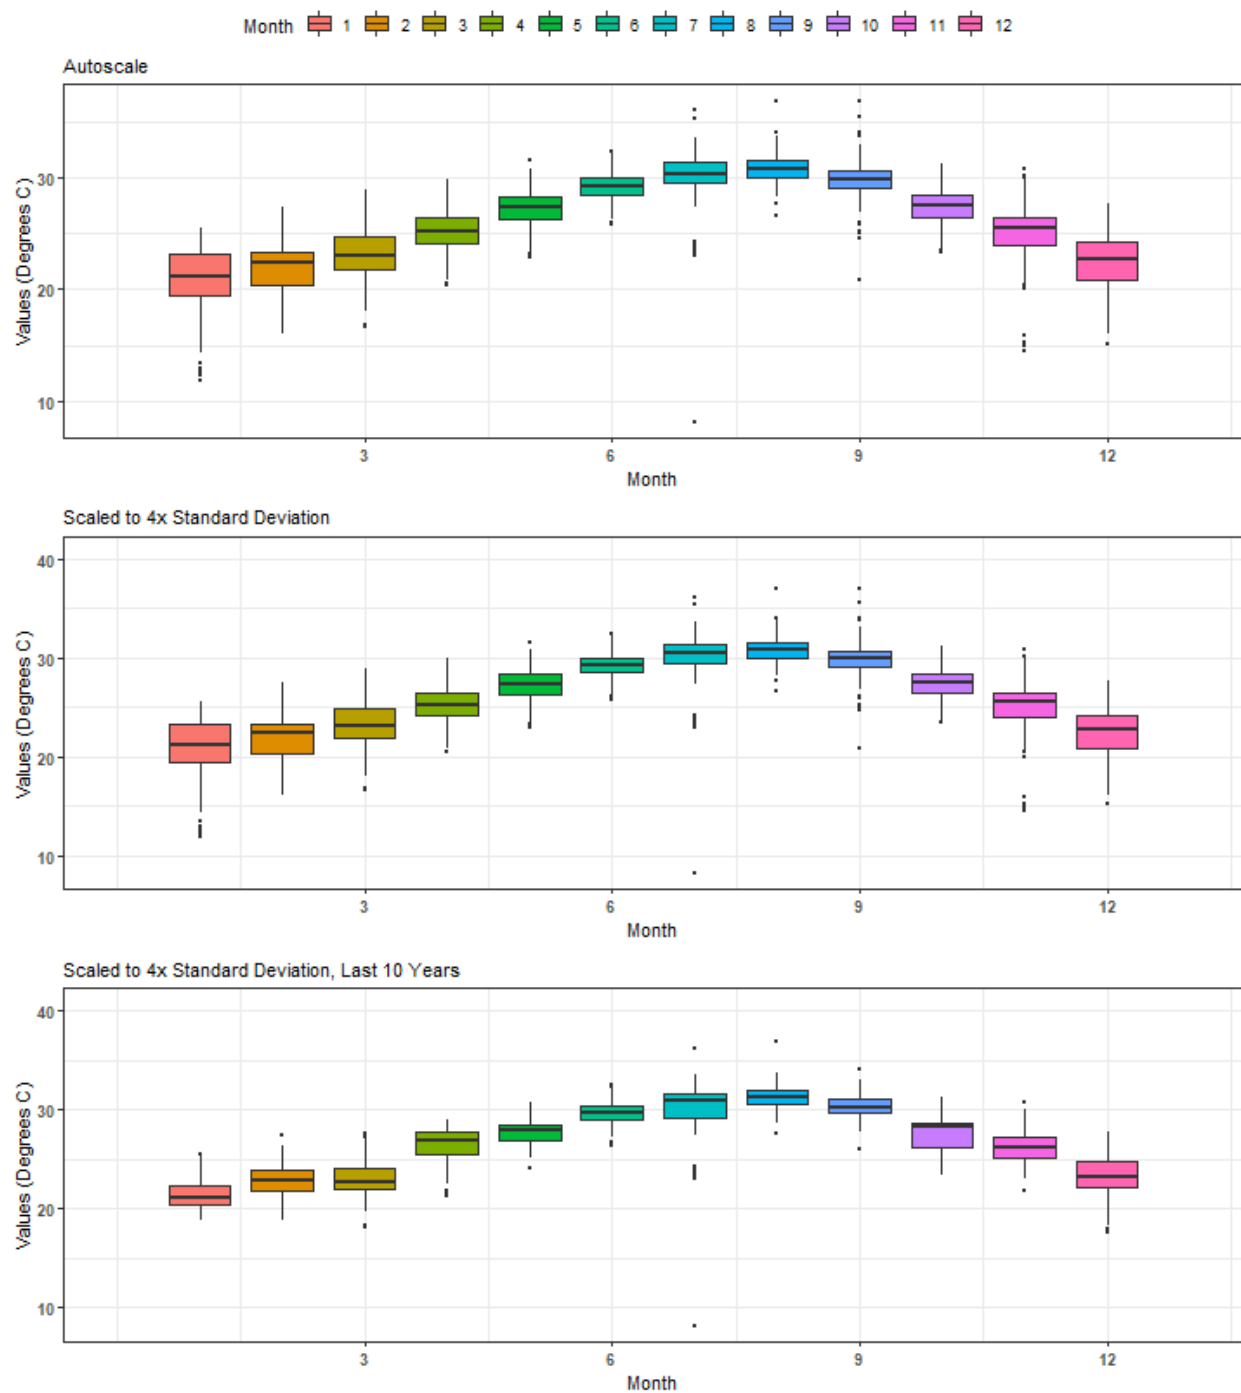 Month 1 2 3 4 5 6 7 8 9 10 11 12
Autoscale
Values (Degrees C)
30
20
10
3 6 9 12
Month
Scaled to 4x Standard Deviation
Values (Degrees C)
40
30
20
10
3 6 9 12
Month
Scaled to 4x Standard Deviation, Last 10 Years
Values (Degrees C)
40
30
20
10
3 6 9 12
Month